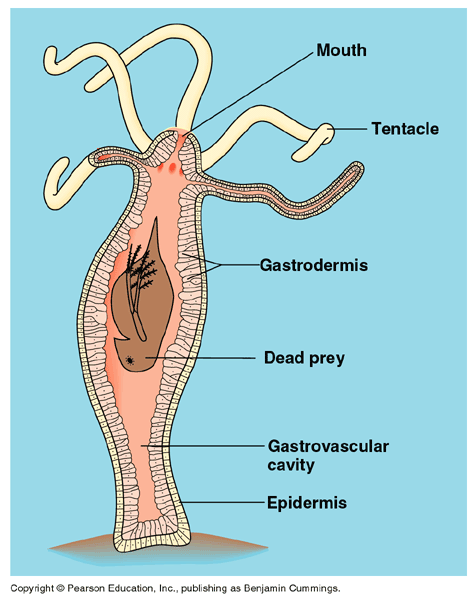 Mouth
Tentacle
Gastrodermis
Dead prey
Gastrovascular
cavity
Epidermis
Copyright © Pearson Education, Inc., publishing as Benjamin Cummings.